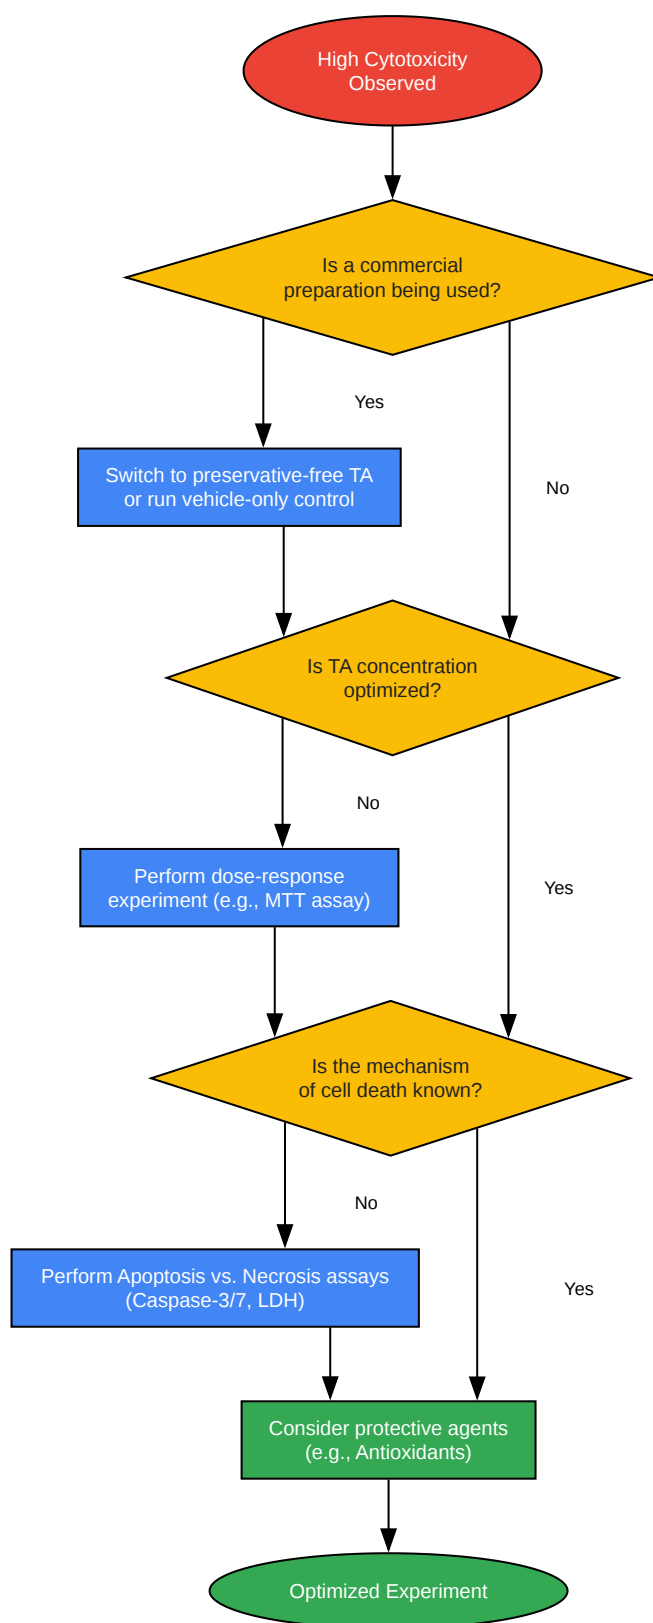 High Cytotoxicity
Observed
Is a commercial
preparation being used?
Yes
Switch to preservative-free TA
or run vehicle-only control
No
Is TA concentration
optimized?
No
Perform dose-response
experiment (e.g., MTT assay)
Yes
Is the mechanism
of cell death known?
No
Perform Apoptosis vs. Necrosis assays
(Caspase-3/7, LDH)
Yes
Consider protective agents
(e.g., Antioxidants)
Optimized Experiment